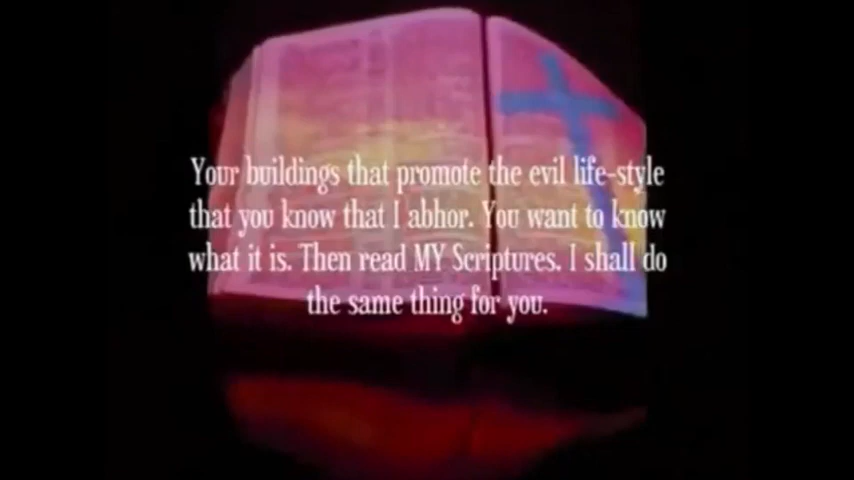 Your buildings that promote the evil life-style
that you know that I abhor. You want to know
what it is. Then read MY Scriptures. I shall do
the same thing for you.